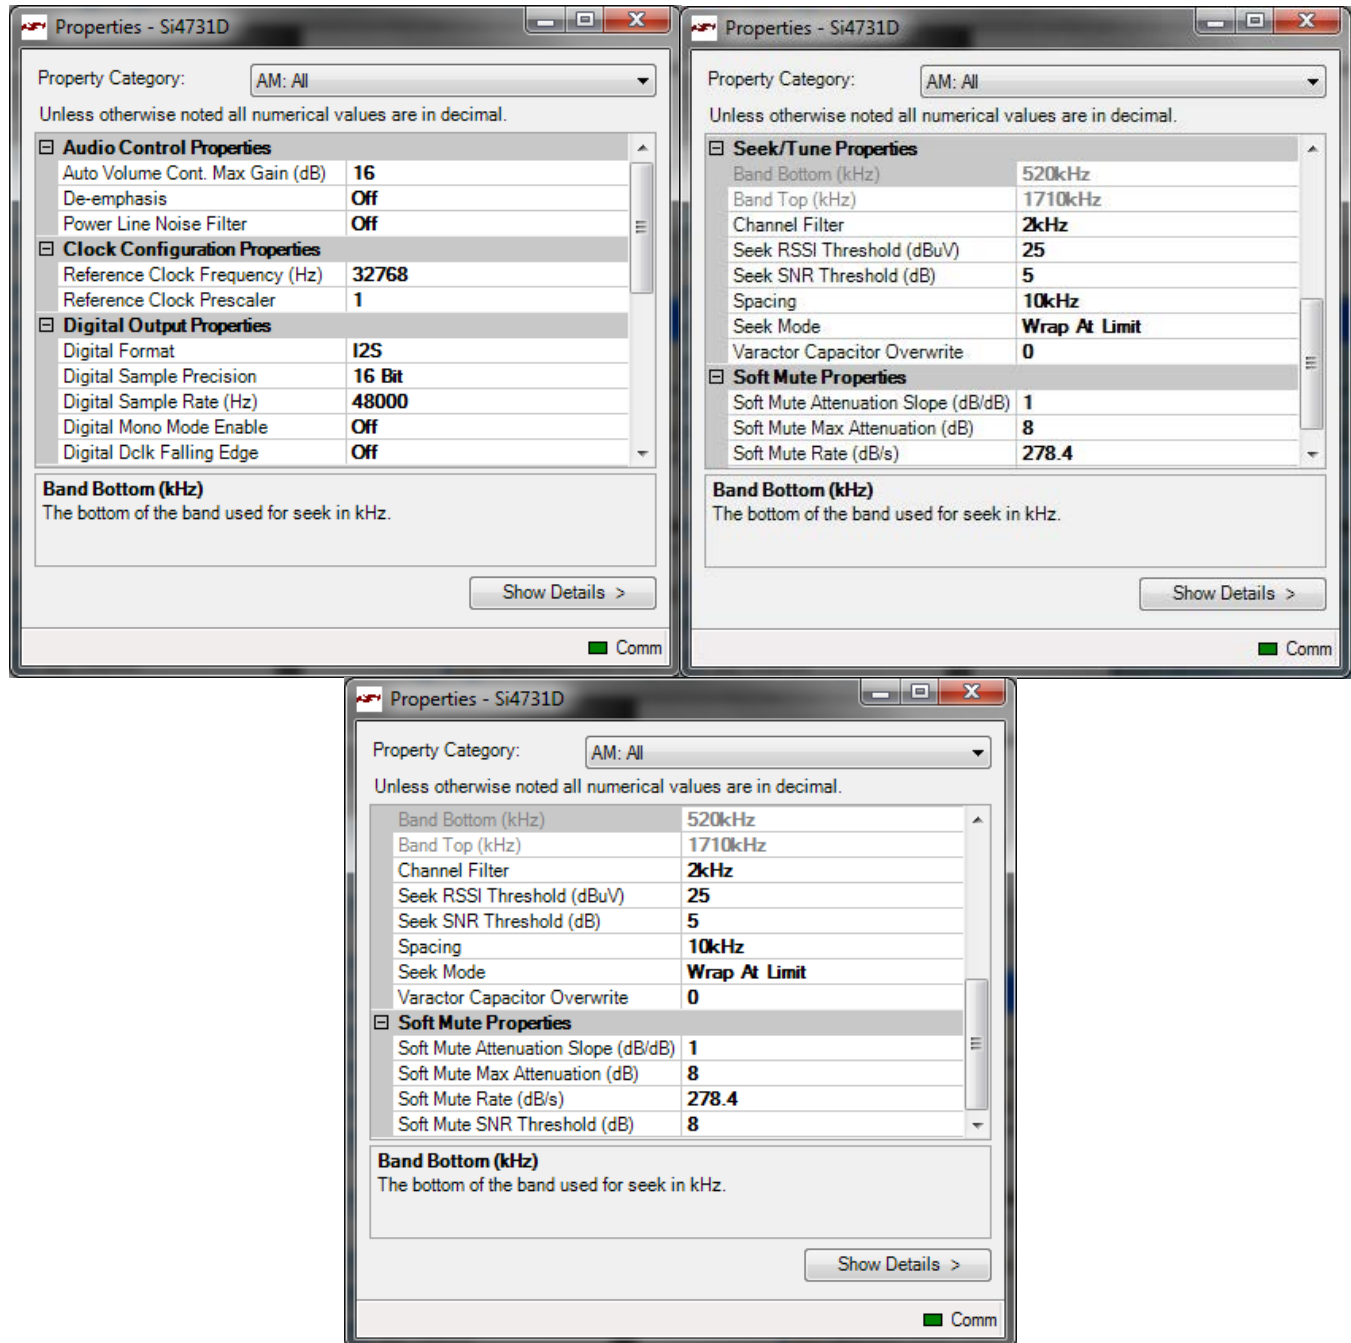 Properties - Si4731D
Property Category: AM: All
Unless otherwise noted all numerical values are in decimal.
Audio Control Properties
Auto Volume Cont. Max Gain (dB) 16
De-emphasis Off
Power Line Noise Filter Off
Clock Configuration Properties
Reference Clock Frequency (Hz) 32768
Reference Clock Prescaler 1
Digital Output Properties
Digital Format I2S
Digital Sample Precision 16 Bit
Digital Sample Rate (Hz) 48000
Digital Mono Mode Enable Off
Digital Dclk Falling Edge Off
Band Bottom (kHz)
The bottom of the band used for seek in kHz.
Show Details >
Comm
Properties - Si4731D
Property Category: AM: All
Unless otherwise noted all numerical values are in decimal.
Seek/Tune Properties
Band Bottom (kHz) 520kHz
Band Top (kHz) 1710kHz
Channel Filter 2kHz
Seek RSSI Threshold (dBuV) 25
Seek SNR Threshold (dB) 5
Spacing 10kHz
Seek Mode Wrap At Limit
Varactor Capacitor Overwrite 0
Soft Mute Properties
Soft Mute Attenuation Slope (dB/dB) 1
Soft Mute Max Attenuation (dB) 8
Soft Mute Rate (dB/s) 278.4
Band Bottom (kHz)
The bottom of the band used for seek in kHz.
Show Details >
Comm
Properties - Si4731D
Property Category: AM: All
Unless otherwise noted all numerical values are in decimal.
Band Bottom (kHz) 520kHz
Band Top (kHz) 1710kHz
Channel Filter 2kHz
Seek RSSI Threshold (dBuV) 25
Seek SNR Threshold (dB) 5
Spacing 10kHz
Seek Mode Wrap At Limit
Varactor Capacitor Overwrite 0
Soft Mute Properties
Soft Mute Attenuation Slope (dB/dB) 1
Soft Mute Max Attenuation (dB) 8
Soft Mute Rate (dB/s) 278.4
Soft Mute SNR Threshold (dB) 8
Band Bottom (kHz)
The bottom of the band used for seek in kHz.
Show Details >
Comm